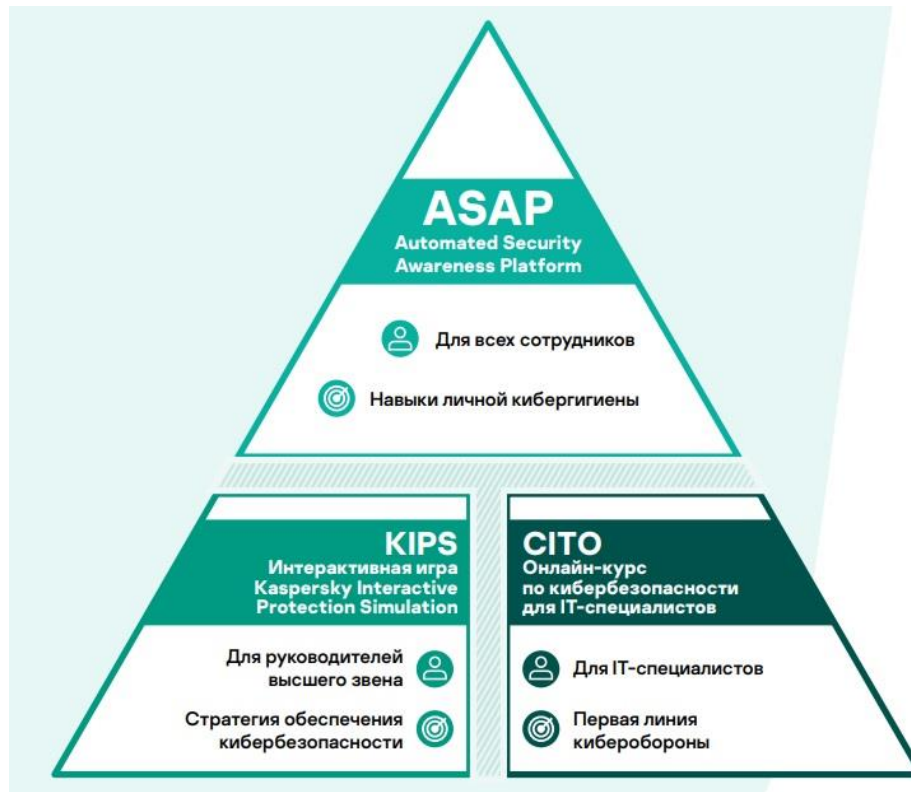 ASAP
Automated Security
Awareness Platform
Для всех сотрудников
Навыки личной кибергигиены
KIPS
Интерактивная игра
Kaspersky Interactive
Protection Simulation
Для руководителей
высшего звена
Стратегия обеспечения
кибербезопасности
CITO
Онлайн-курс
по кибербезопасности
для IT-специалистов
Для IT-специалистов
Первая линия
киберобороны